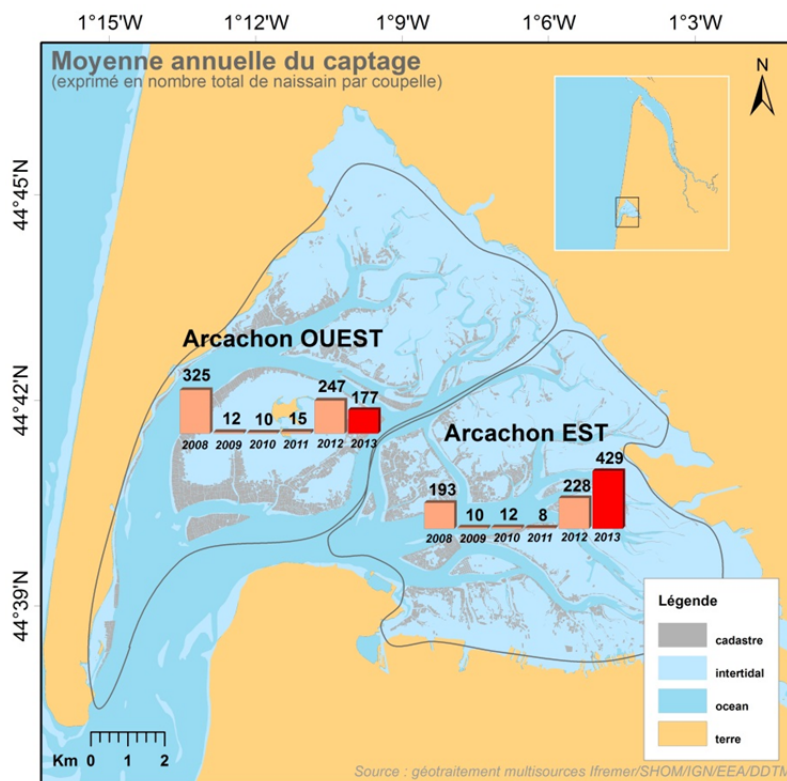 1°15'W 1°12'W 1°9'W 1°6'W 1°3'W
Moyenne annuelle du captage
(exprimé en nombre total de naissain par coupelle)
N
44°45'N
Arcachon OUEST
325 12 10 15 247 177
2008 2009 2010 2011 2012 2013
44°42'N
Arcachon EST
193 10 12 8 228 429
2008 2009 2010 2011 2012 2013
44°39'N
Légende
cadastre
intertidal
ocean
terre
Km 0 1 2
Source : géotraitement multisources Ifremer/SHOM/IGN/EEA/DDTM